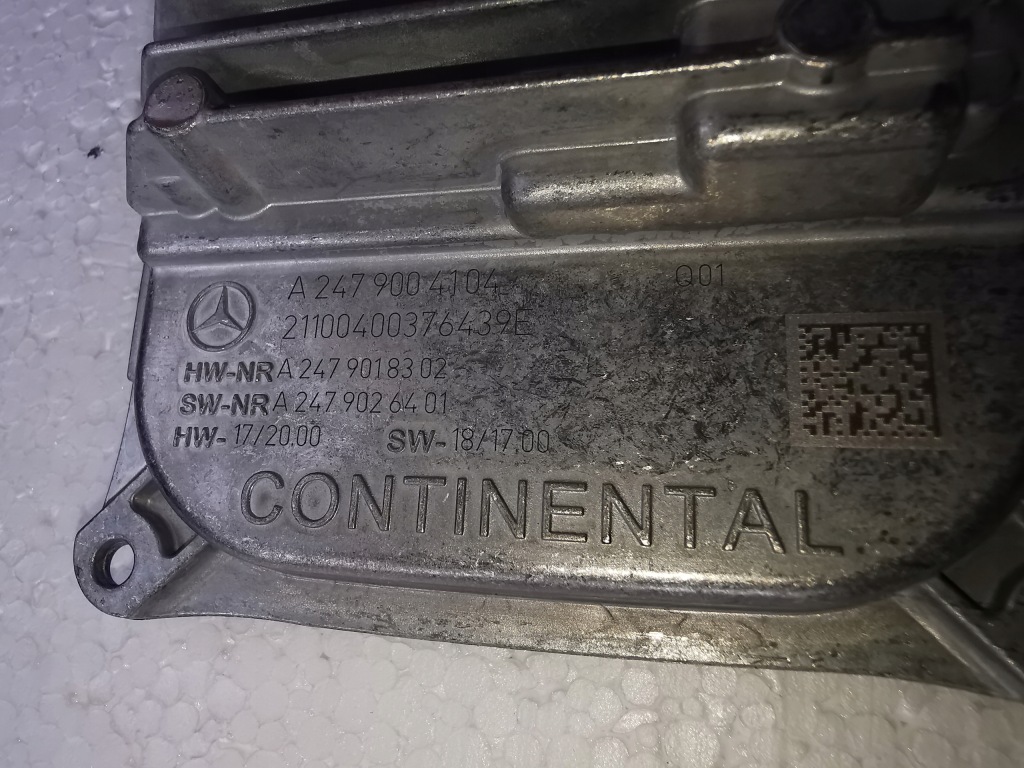 A 247 900 41 04 Q01
21100400376439E
HW-NR A 247 901 83 02
SW-NR A 247 902 64 01
HW- 17/20.00 SW- 18/17.00
CONTINENTAL